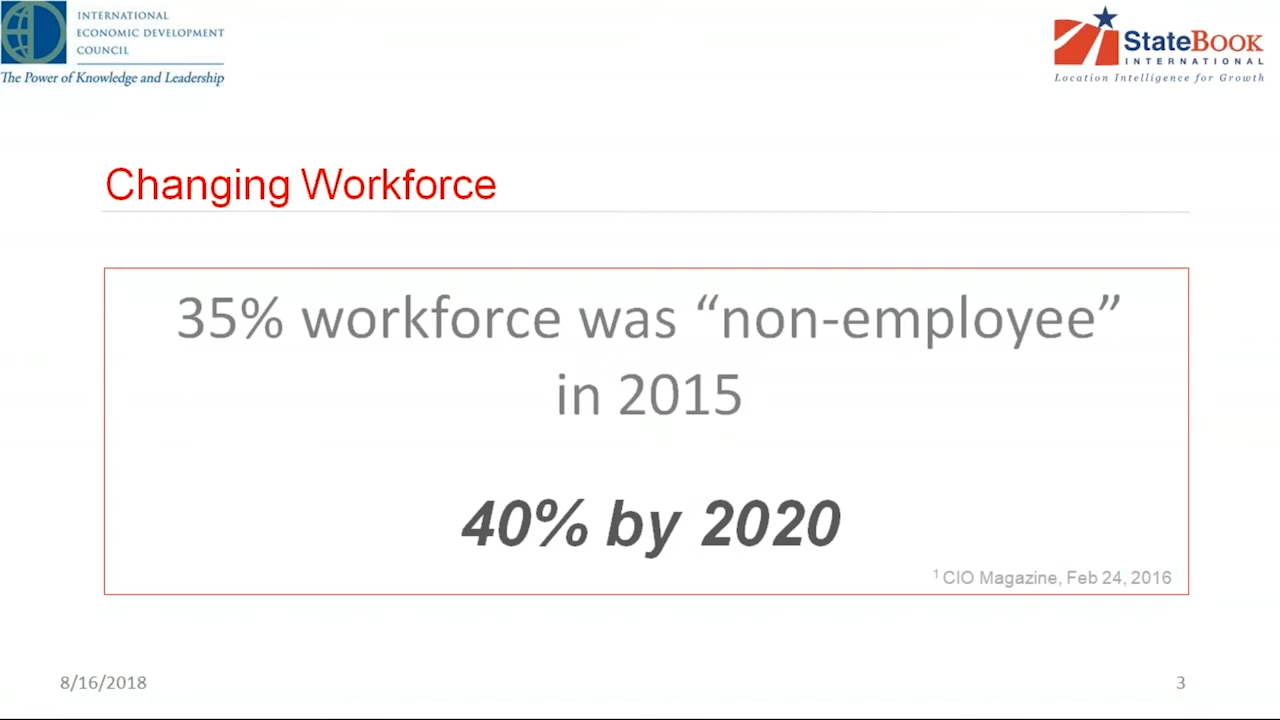 INTERNATIONAL
ECONOMIC DEVELOPMENT
COUNCIL
The Power of Knowledge and Leadership
StateBook
INTERNATIONAL
Location Intelligence for Growth
Changing Workforce
35% workforce was “non-employee”
in 2015
40% by 2020
1 CIO Magazine, Feb 24, 2016
8/16/2018
3